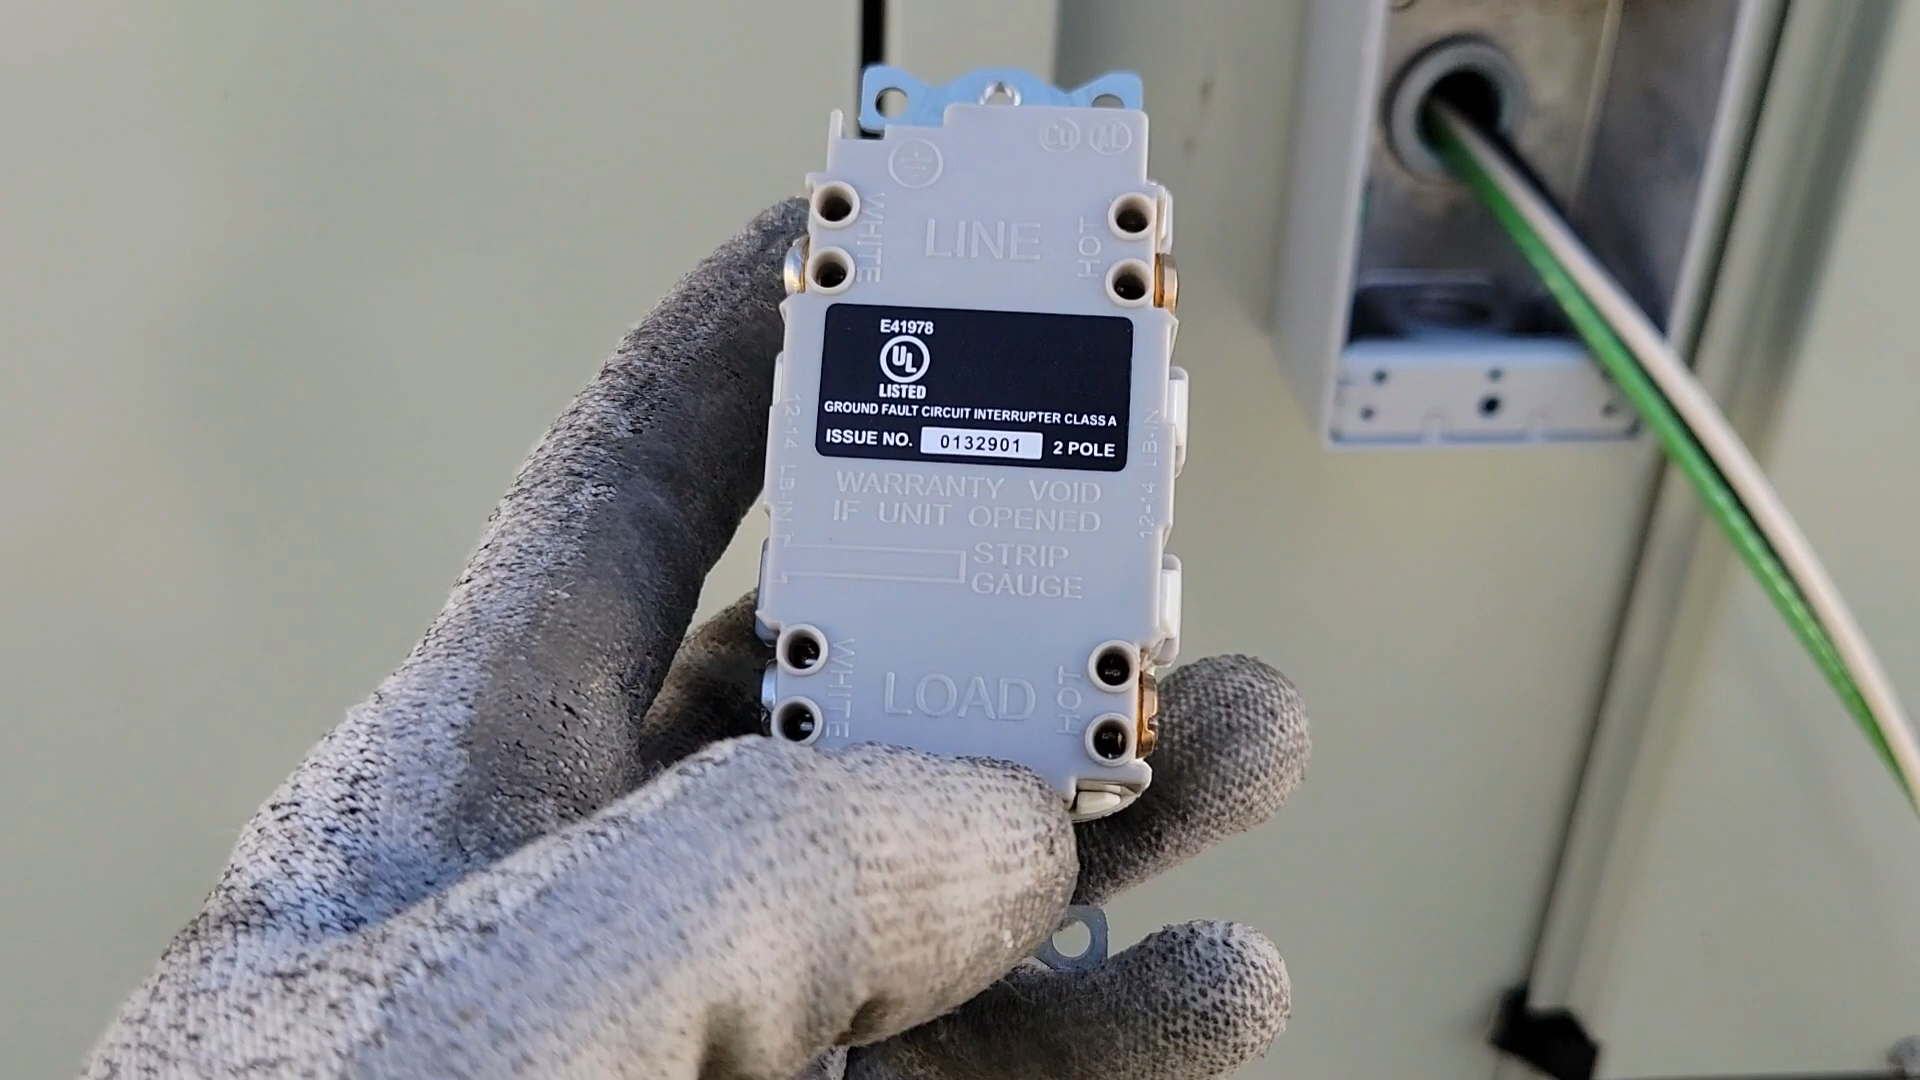 CU
WHITE
LINE
HOT
E41978
UL
LISTED
GROUND FAULT CIRCUIT INTERRUPTER CLASS A
ISSUE NO. 0132901 2 POLE
12-14 LB-IN
12-14 LB-IN
WARRANTY VOID
IF UNIT OPENED
STRIP
GAUGE
WHITE
LOAD
HOT